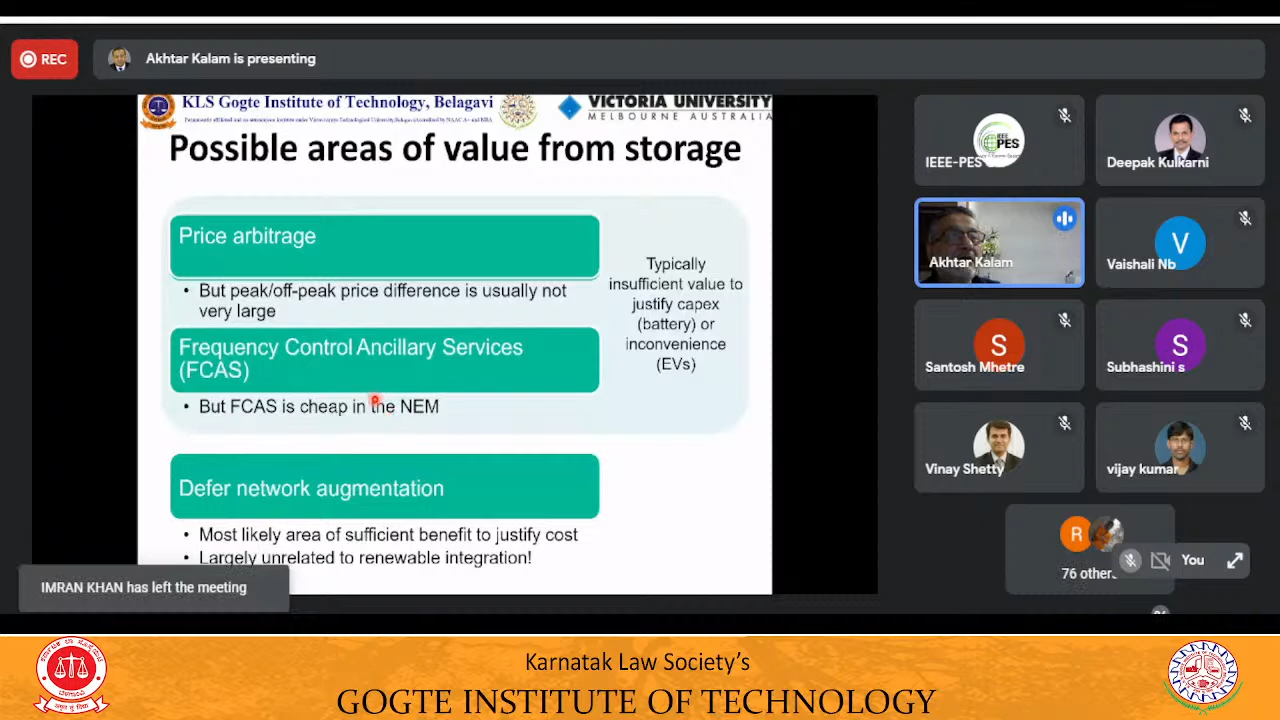 REC
Akhtar Kalam is presenting
KLS Gogte Institute of Technology, Belagavi
VICTORIA UNIVERSITY
MELBOURNE AUSTRALIA
Possible areas of value from storage
Price arbitrage
• But peak/off-peak price difference is usually not
very large
Frequency Control Ancillary Services
(FCAS)
• But FCAS is cheap in the NEM
Typically
insufficient value to
justify capex
(battery) or
inconvenience
(EVs)
Defer network augmentation
• Most likely area of sufficient benefit to justify cost
• Largely unrelated to renewable integration!
IMRAN KHAN has left the meeting
IEEE
PES
IEEE-PES
Deepak Kulkarni
Akhtar Kalam
V
Vaishali Nb
S
Santosh Mhetre
S
Subhashini s
Vinay Shetty
vijay kumar
R
76 others
You
Karnatak Law Society's
GOGTE INSTITUTE OF TECHNOLOGY